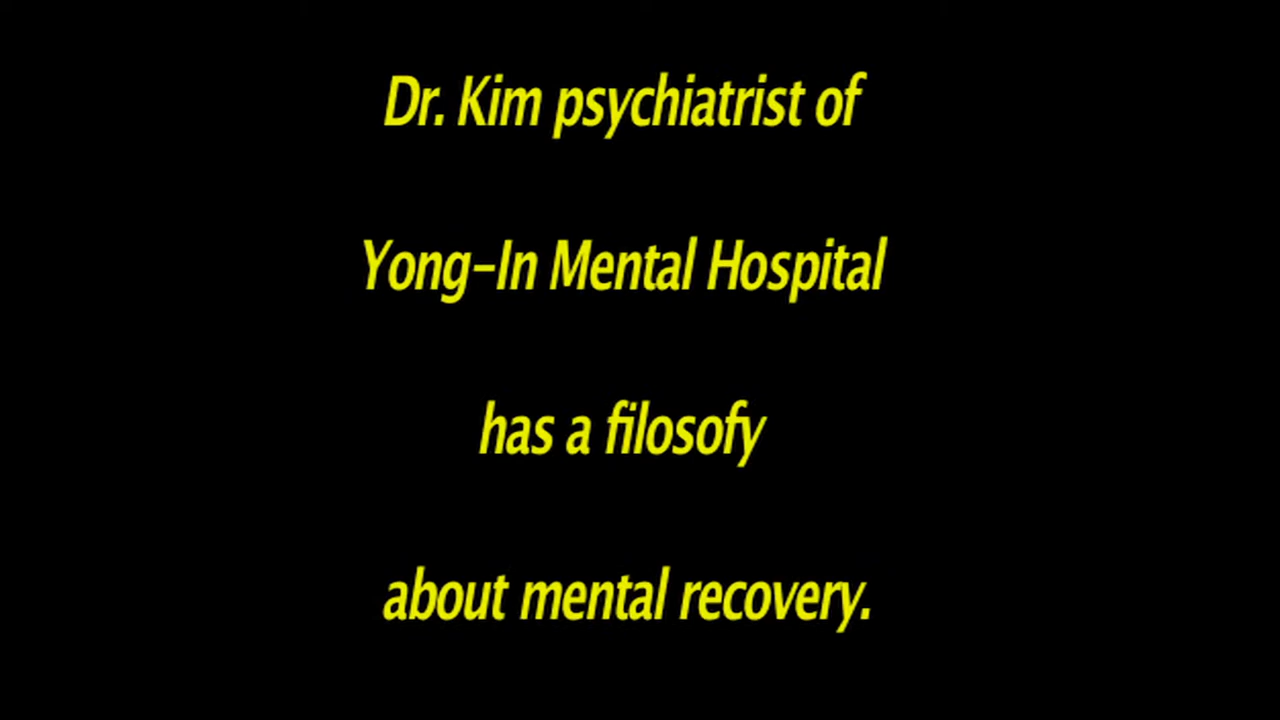 Dr. Kim psychiatrist of
Yong-In Mental Hospital
has a filosofy
about mental recovery.